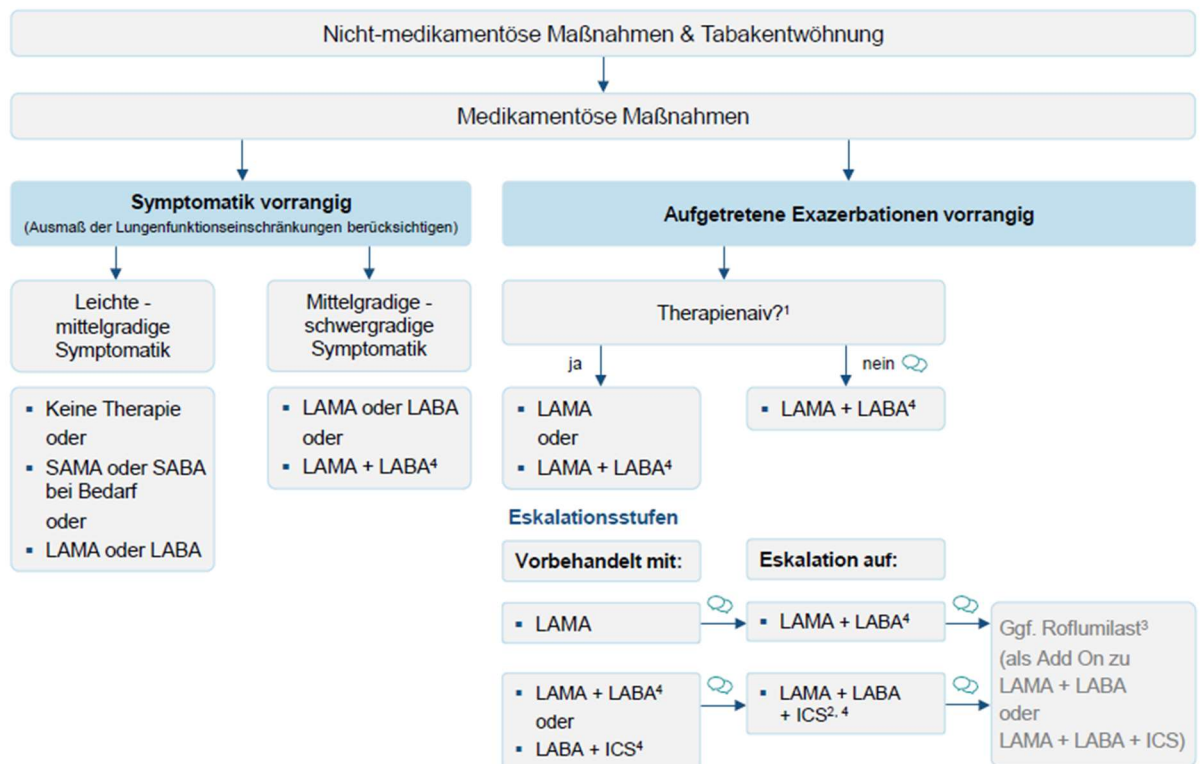 Nicht-medikamentöse Maßnahmen & Tabakentwöhnung
Medikamentöse Maßnahmen
Symptomatik vorrangig
(Ausmaß der Lungenfunktionseinschränkungen berücksichtigen)
Leichte -
mittelgradige
Symptomatik
▪ Keine Therapie
oder
▪ SAMA oder SABA
bei Bedarf
oder
▪ LAMA oder LABA
Mittelgradige -
schwergradige
Symptomatik
▪ LAMA oder LABA
oder
▪ LAMA + LABA⁴
Aufgetretene Exazerbationen vorrangig
Therapienaiv?¹
ja
nein
▪ LAMA
oder
▪ LAMA + LABA⁴
▪ LAMA + LABA⁴
Eskalationsstufen
Vorbehandelt mit:
Eskalation auf:
▪ LAMA
▪ LAMA + LABA⁴
▪ LAMA + LABA⁴
oder
▪ LABA + ICS⁴
▪ LAMA + LABA
+ ICS²,⁴
Ggf. Roflumilast³
(als Add On zu
LAMA + LABA
oder
LAMA + LABA + ICS)